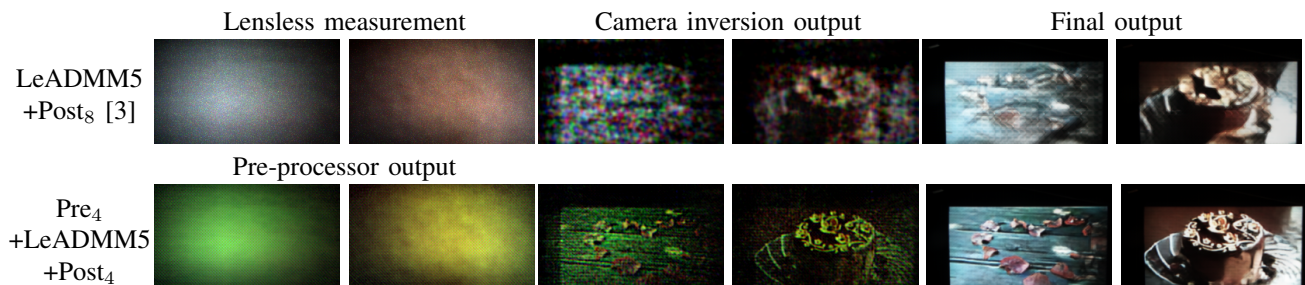 Lensless measurement
Camera inversion output
Final output
LeADMM5
+Post₈ [3]
Pre-processor output
Pre₄
+LeADMM5
+Post₄